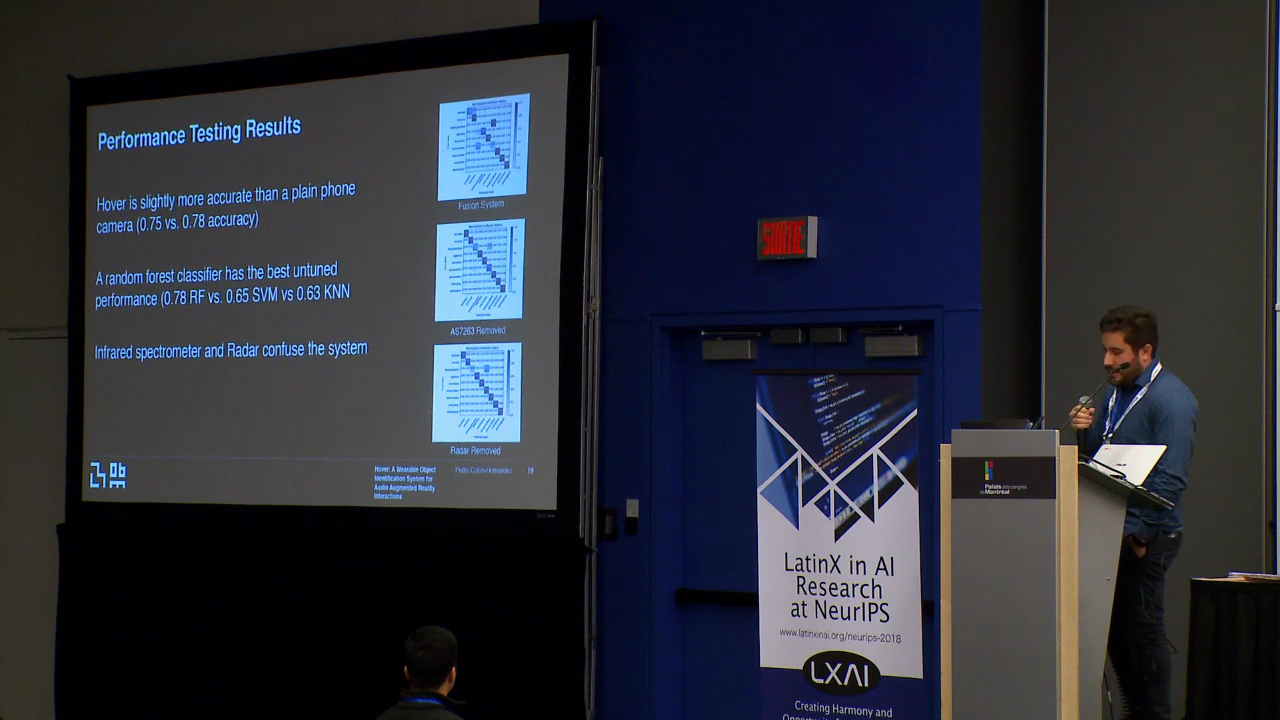 Performance Testing Results
Hover is slightly more accurate than a plain phone
camera (0.75 vs. 0.78 accuracy)
A random forest classifier has the best untuned
performance (0.78 RF vs. 0.65 SVM vs 0.63 KNN
Infrared spectrometer and Radar confuse the system
Fusion System
AS7263 Removed
Radar Removed
Hover: A Wearable Object
Identification System for
Audio Augmented Reality
Interactions
19
SORTIE
Palais des congrès
de Montréal
LatinX in AI
Research
at NeurIPS
www.latinxinai.org/neurips-2018
LXAI
Creating Harmony and